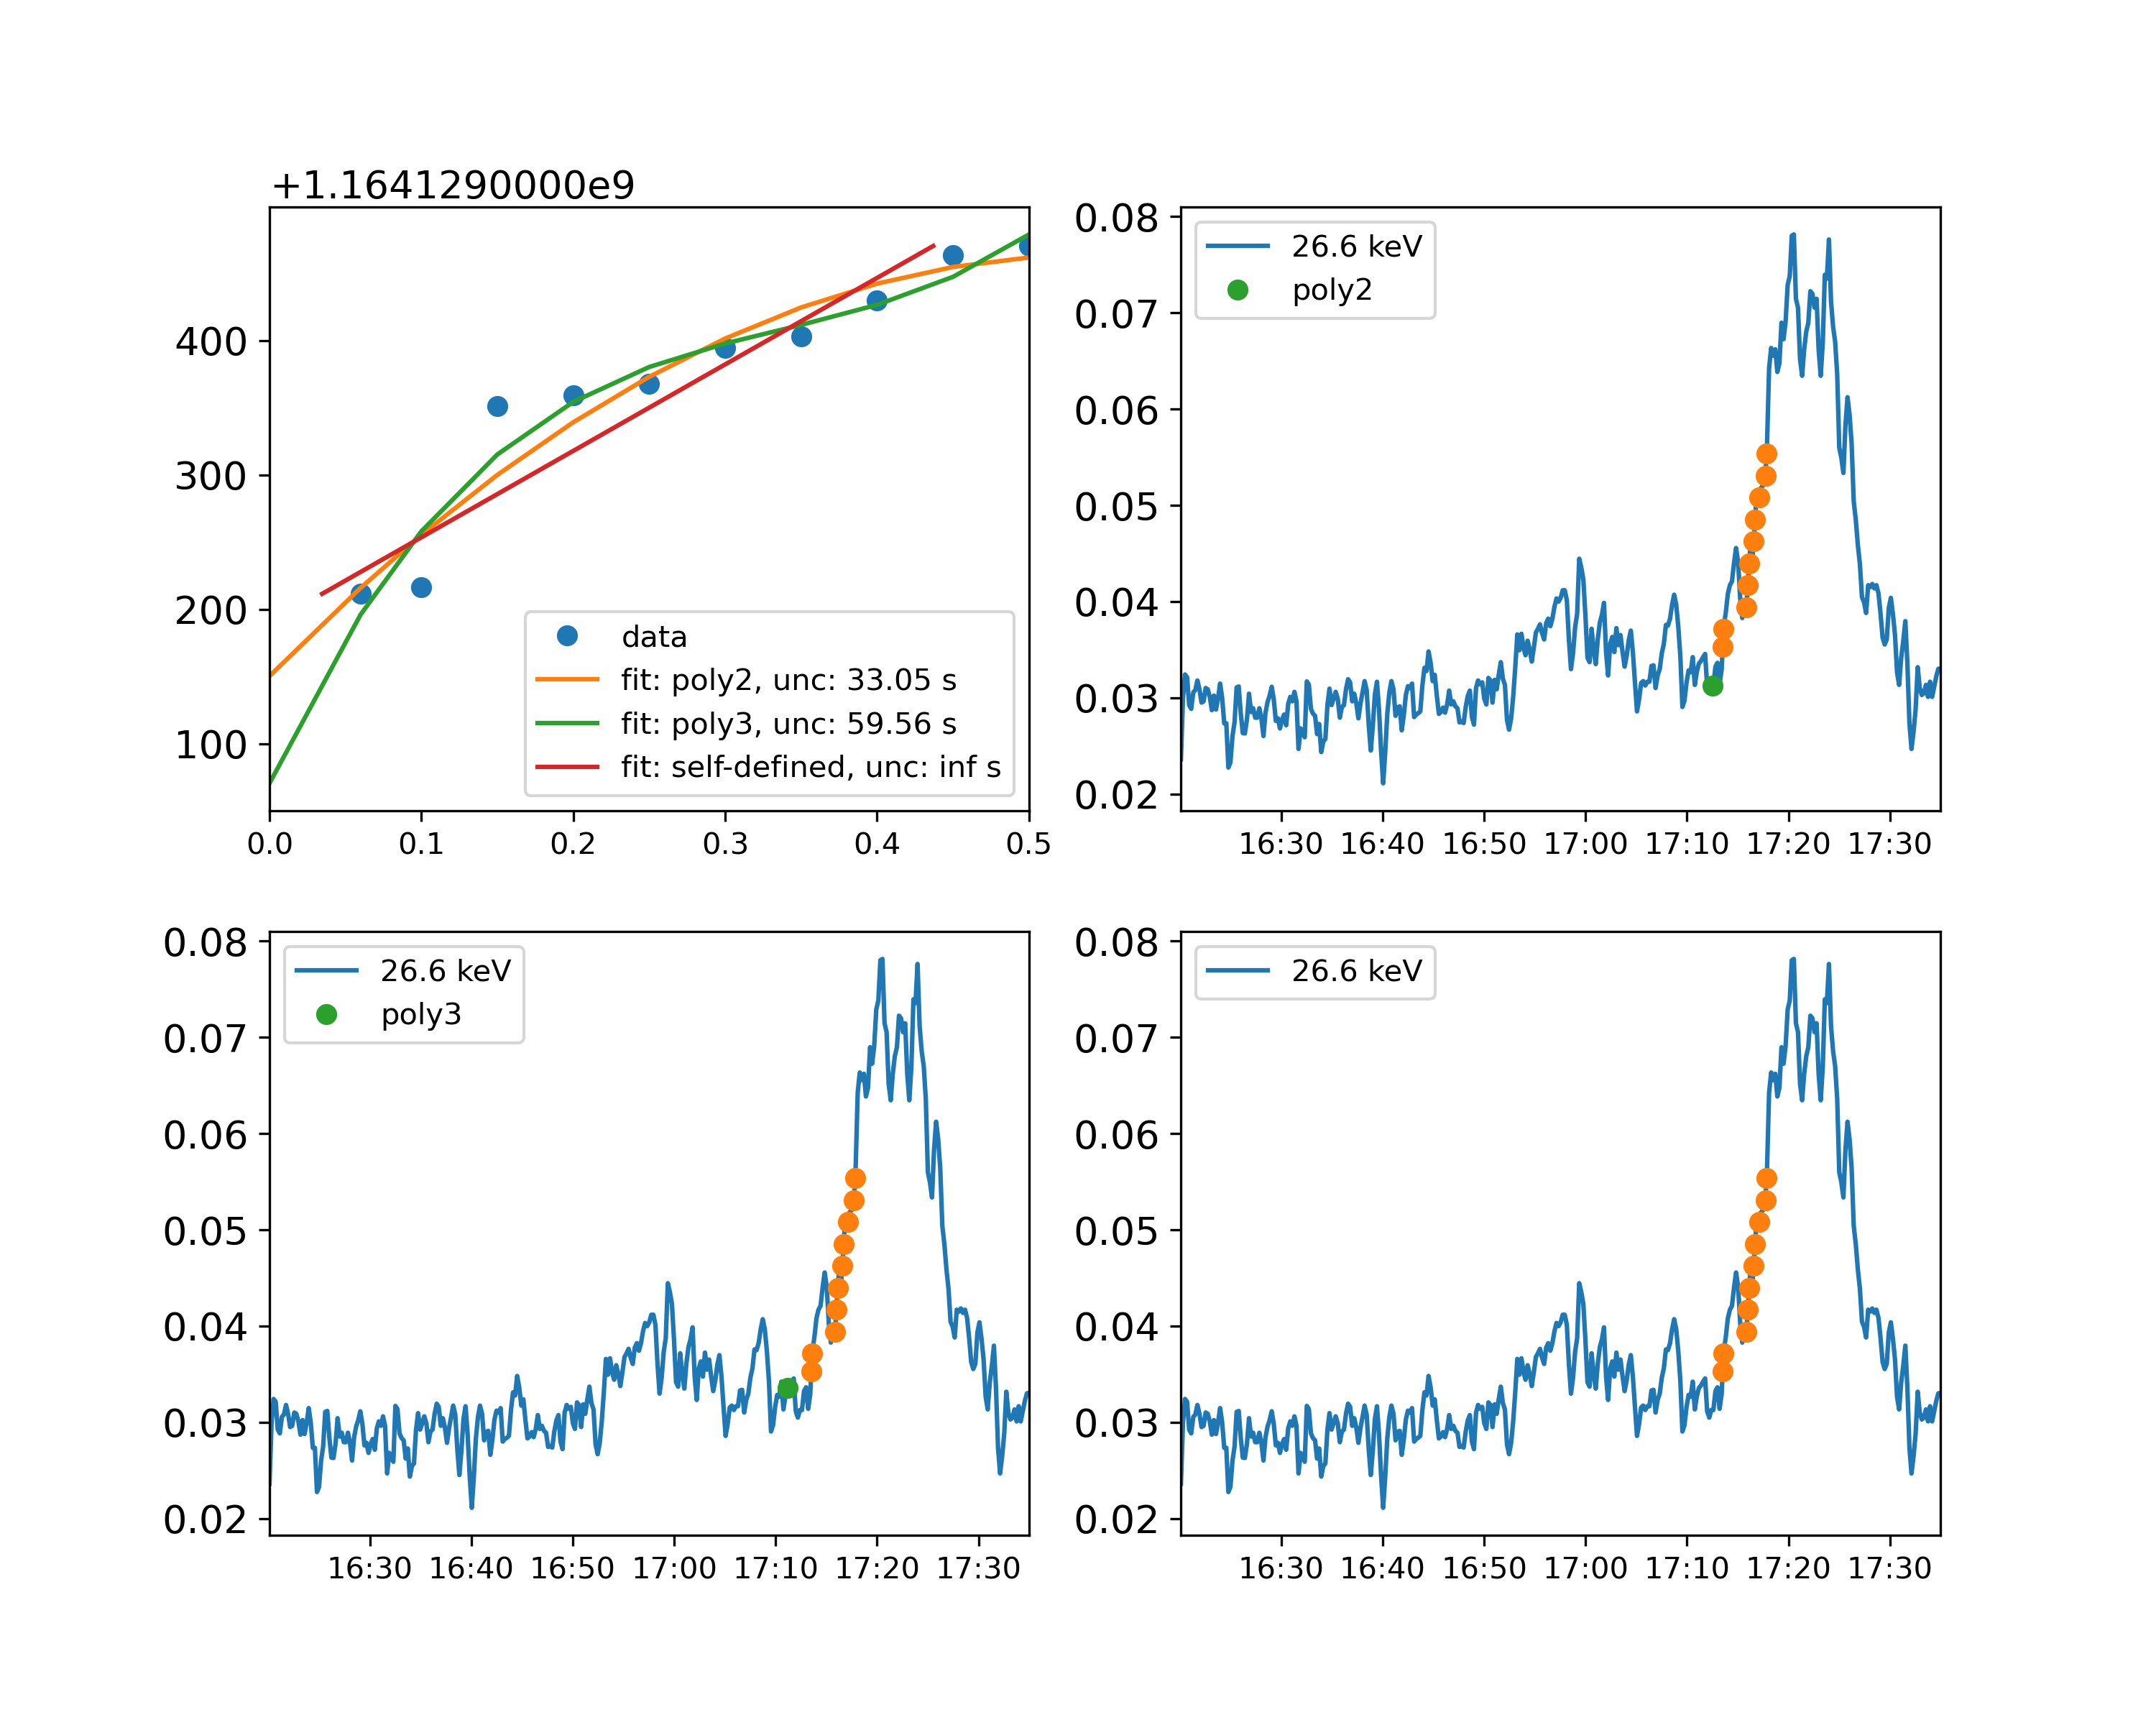 +1.1641290000e9
400
300
200
100
data
fit: poly2, unc: 33.05 s
fit: poly3, unc: 59.56 s
fit: self-defined, unc: inf s
0.0 0.1 0.2 0.3 0.4 0.5
0.08
0.07
0.06
0.05
0.04
0.03
0.02
26.6 keV
poly2
16:30 16:40 16:50 17:00 17:10 17:20 17:30
0.08
0.07
0.06
0.05
0.04
0.03
0.02
26.6 keV
poly3
16:30 16:40 16:50 17:00 17:10 17:20 17:30
0.08
0.07
0.06
0.05
0.04
0.03
0.02
26.6 keV
16:30 16:40 16:50 17:00 17:10 17:20 17:30